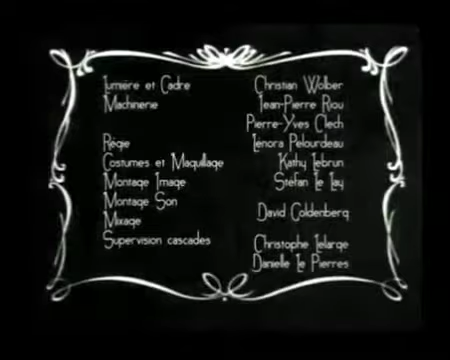 Lumière et Cadre Christian Wolber
Machinerie Jean-Pierre Riou
Pierre-Yves Clech
Régie Lénora Pelourdeau
Costumes et Maquillage Kathy Lebrun
Montage Image Stéfan Le Lay
Montage Son
David Goldenberg
Mixage
Supervision cascades Christophe Lelarge
Danielle Le Pierres